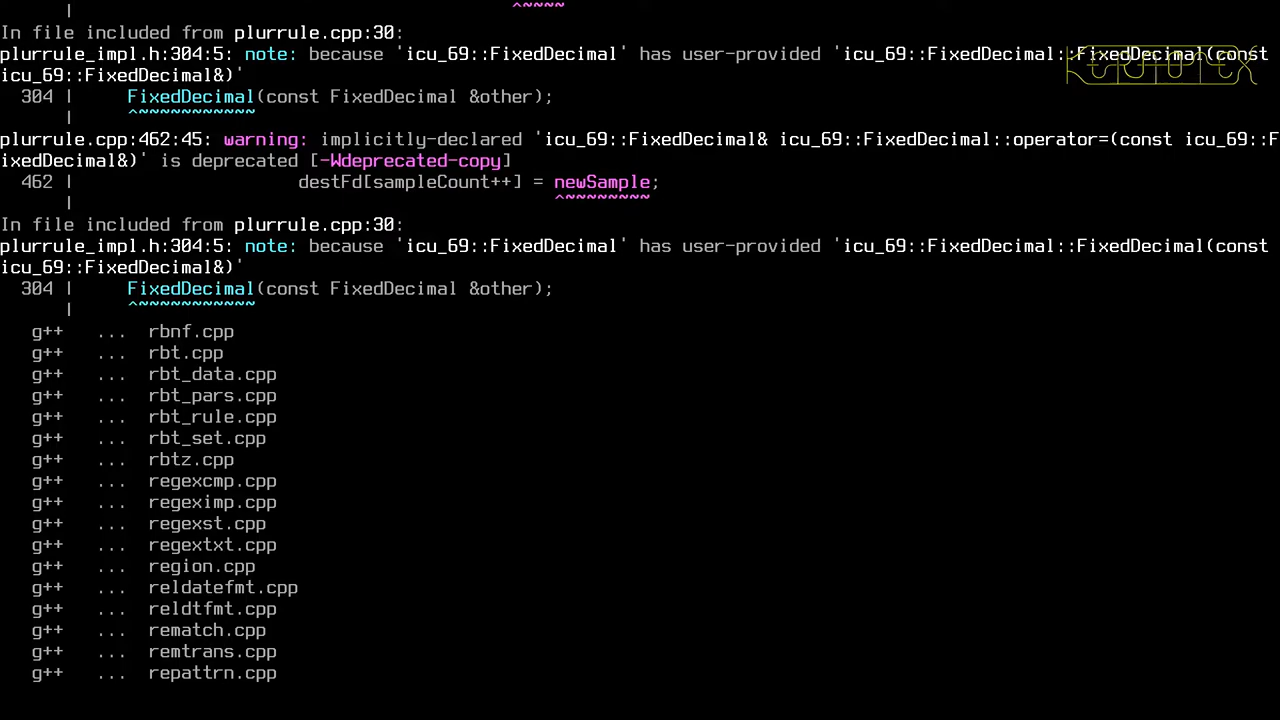 In file included from plurrule.cpp:30:
plurrule_impl.h:304:5: note: because 'icu_69::FixedDecimal' has user-provided 'icu_69::FixedDecimal::FixedDecimal(const
icu_69::FixedDecimal&)'
304 |     FixedDecimal(const FixedDecimal &other);
|     ^~~~~~~~~~~~
plurrule.cpp:462:45: warning: implicitly-declared 'icu_69::FixedDecimal& icu_69::FixedDecimal::operator=(const icu_69::F
ixedDecimal&)' is deprecated [-Wdeprecated-copy]
462 |                     destFd[sampleCount++] = newSample;
|                                             ^~~~~~~~~
In file included from plurrule.cpp:30:
plurrule_impl.h:304:5: note: because 'icu_69::FixedDecimal' has user-provided 'icu_69::FixedDecimal::FixedDecimal(const
icu_69::FixedDecimal&)'
304 |     FixedDecimal(const FixedDecimal &other);
|     ^~~~~~~~~~~~
g++ ... rbnf.cpp
g++ ... rbt.cpp
g++ ... rbt_data.cpp
g++ ... rbt_pars.cpp
g++ ... rbt_rule.cpp
g++ ... rbt_set.cpp
g++ ... rbtz.cpp
g++ ... regexcmp.cpp
g++ ... regeximp.cpp
g++ ... regexst.cpp
g++ ... regextxt.cpp
g++ ... region.cpp
g++ ... reldatefmt.cpp
g++ ... reldtfmt.cpp
g++ ... rematch.cpp
g++ ... remtrans.cpp
g++ ... repattrn.cpp